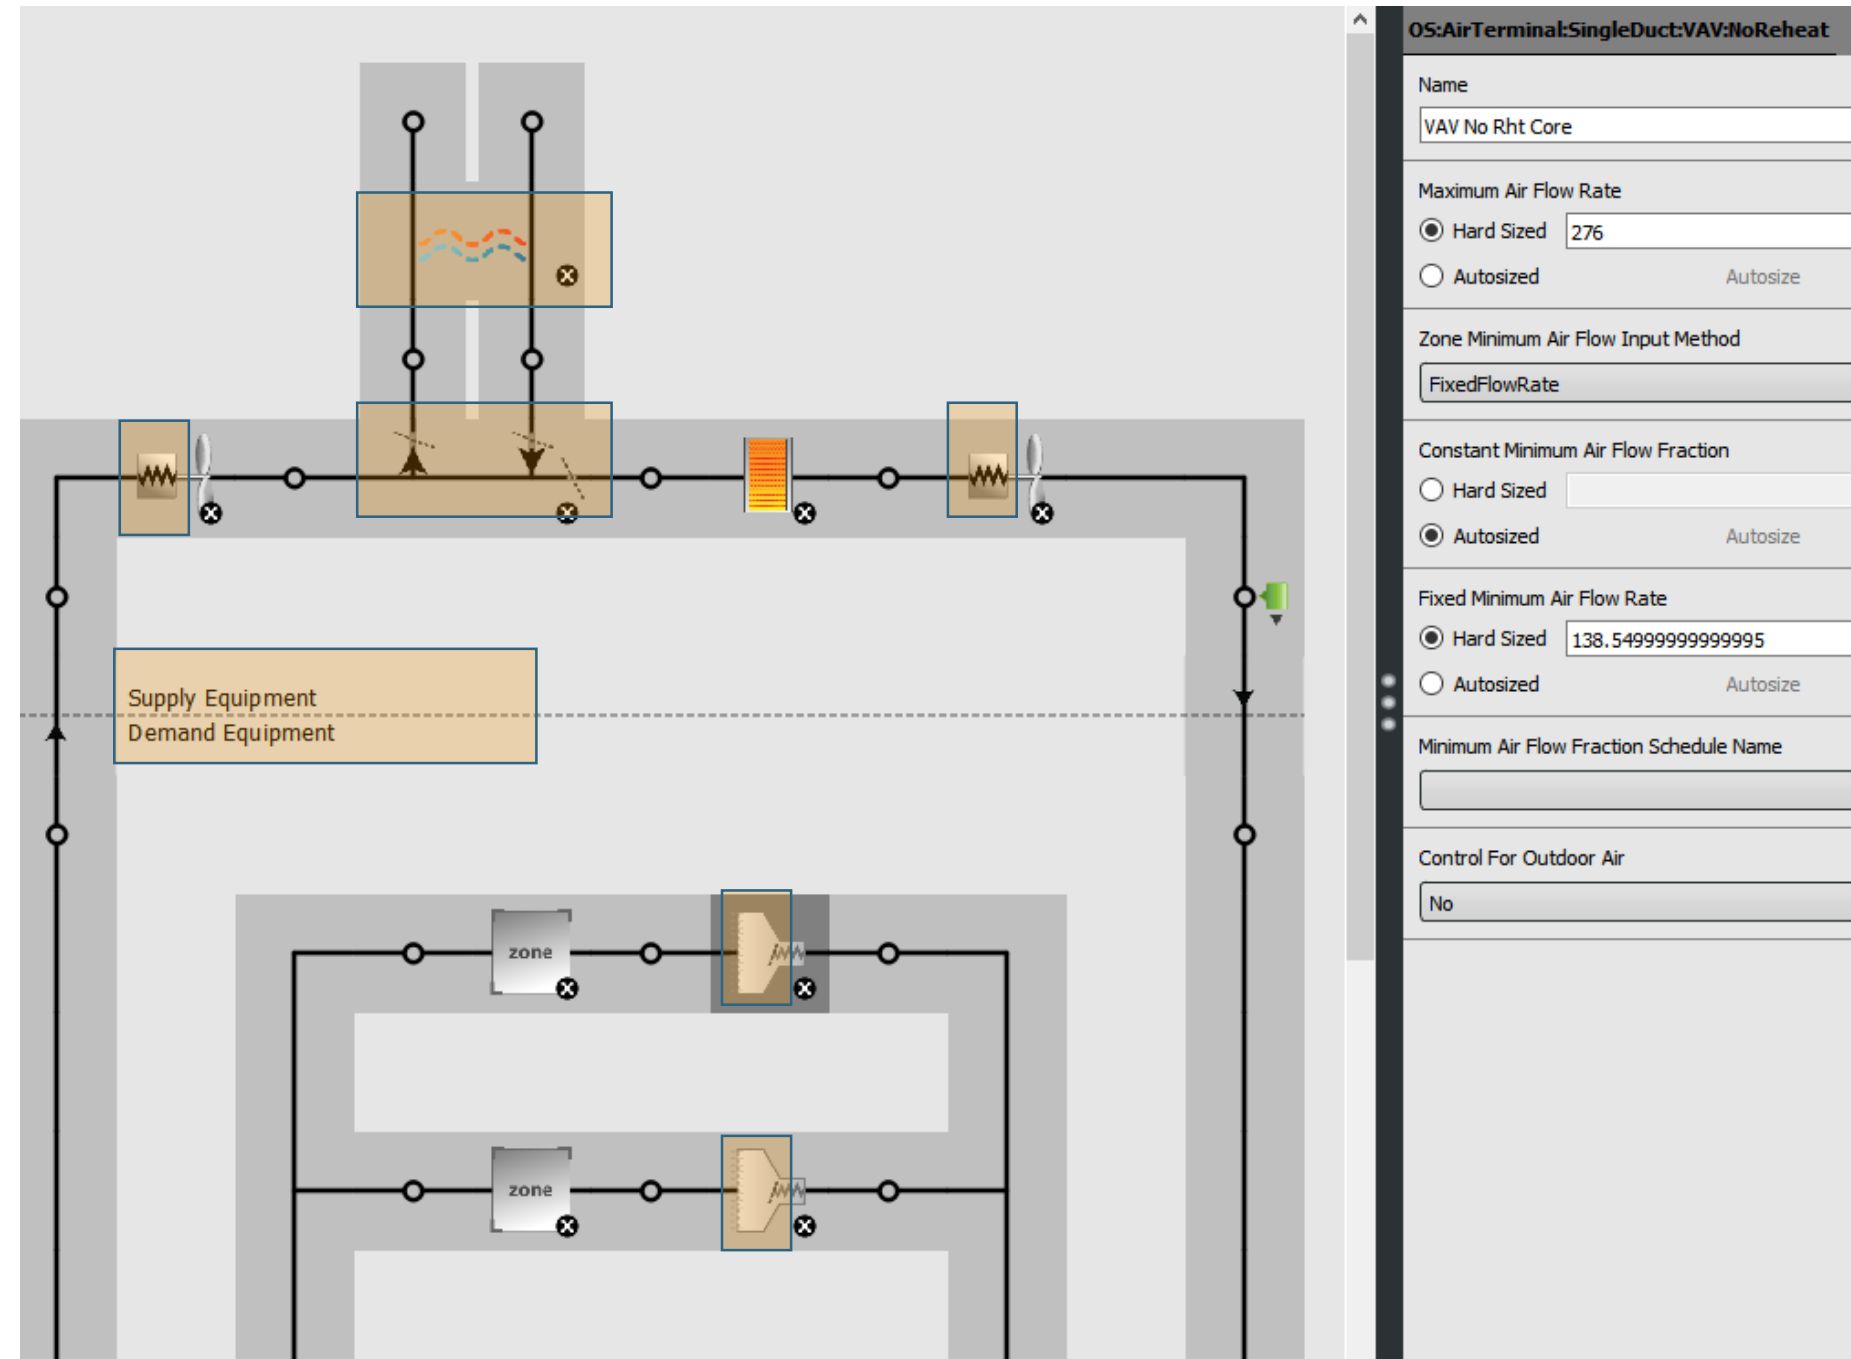 OS:AirTerminal:SingleDuct:VAV:NoReheat
Name
VAV No Rht Core
Maximum Air Flow Rate
Hard Sized 276
Autosized Autosize
Zone Minimum Air Flow Input Method
FixedFlowRate
Constant Minimum Air Flow Fraction
Hard Sized
Autosized Autosize
Fixed Minimum Air Flow Rate
Hard Sized 138.54999999999995
Autosized Autosize
Minimum Air Flow Fraction Schedule Name
Control For Outdoor Air
No
Supply Equipment
Demand Equipment
zone
zone